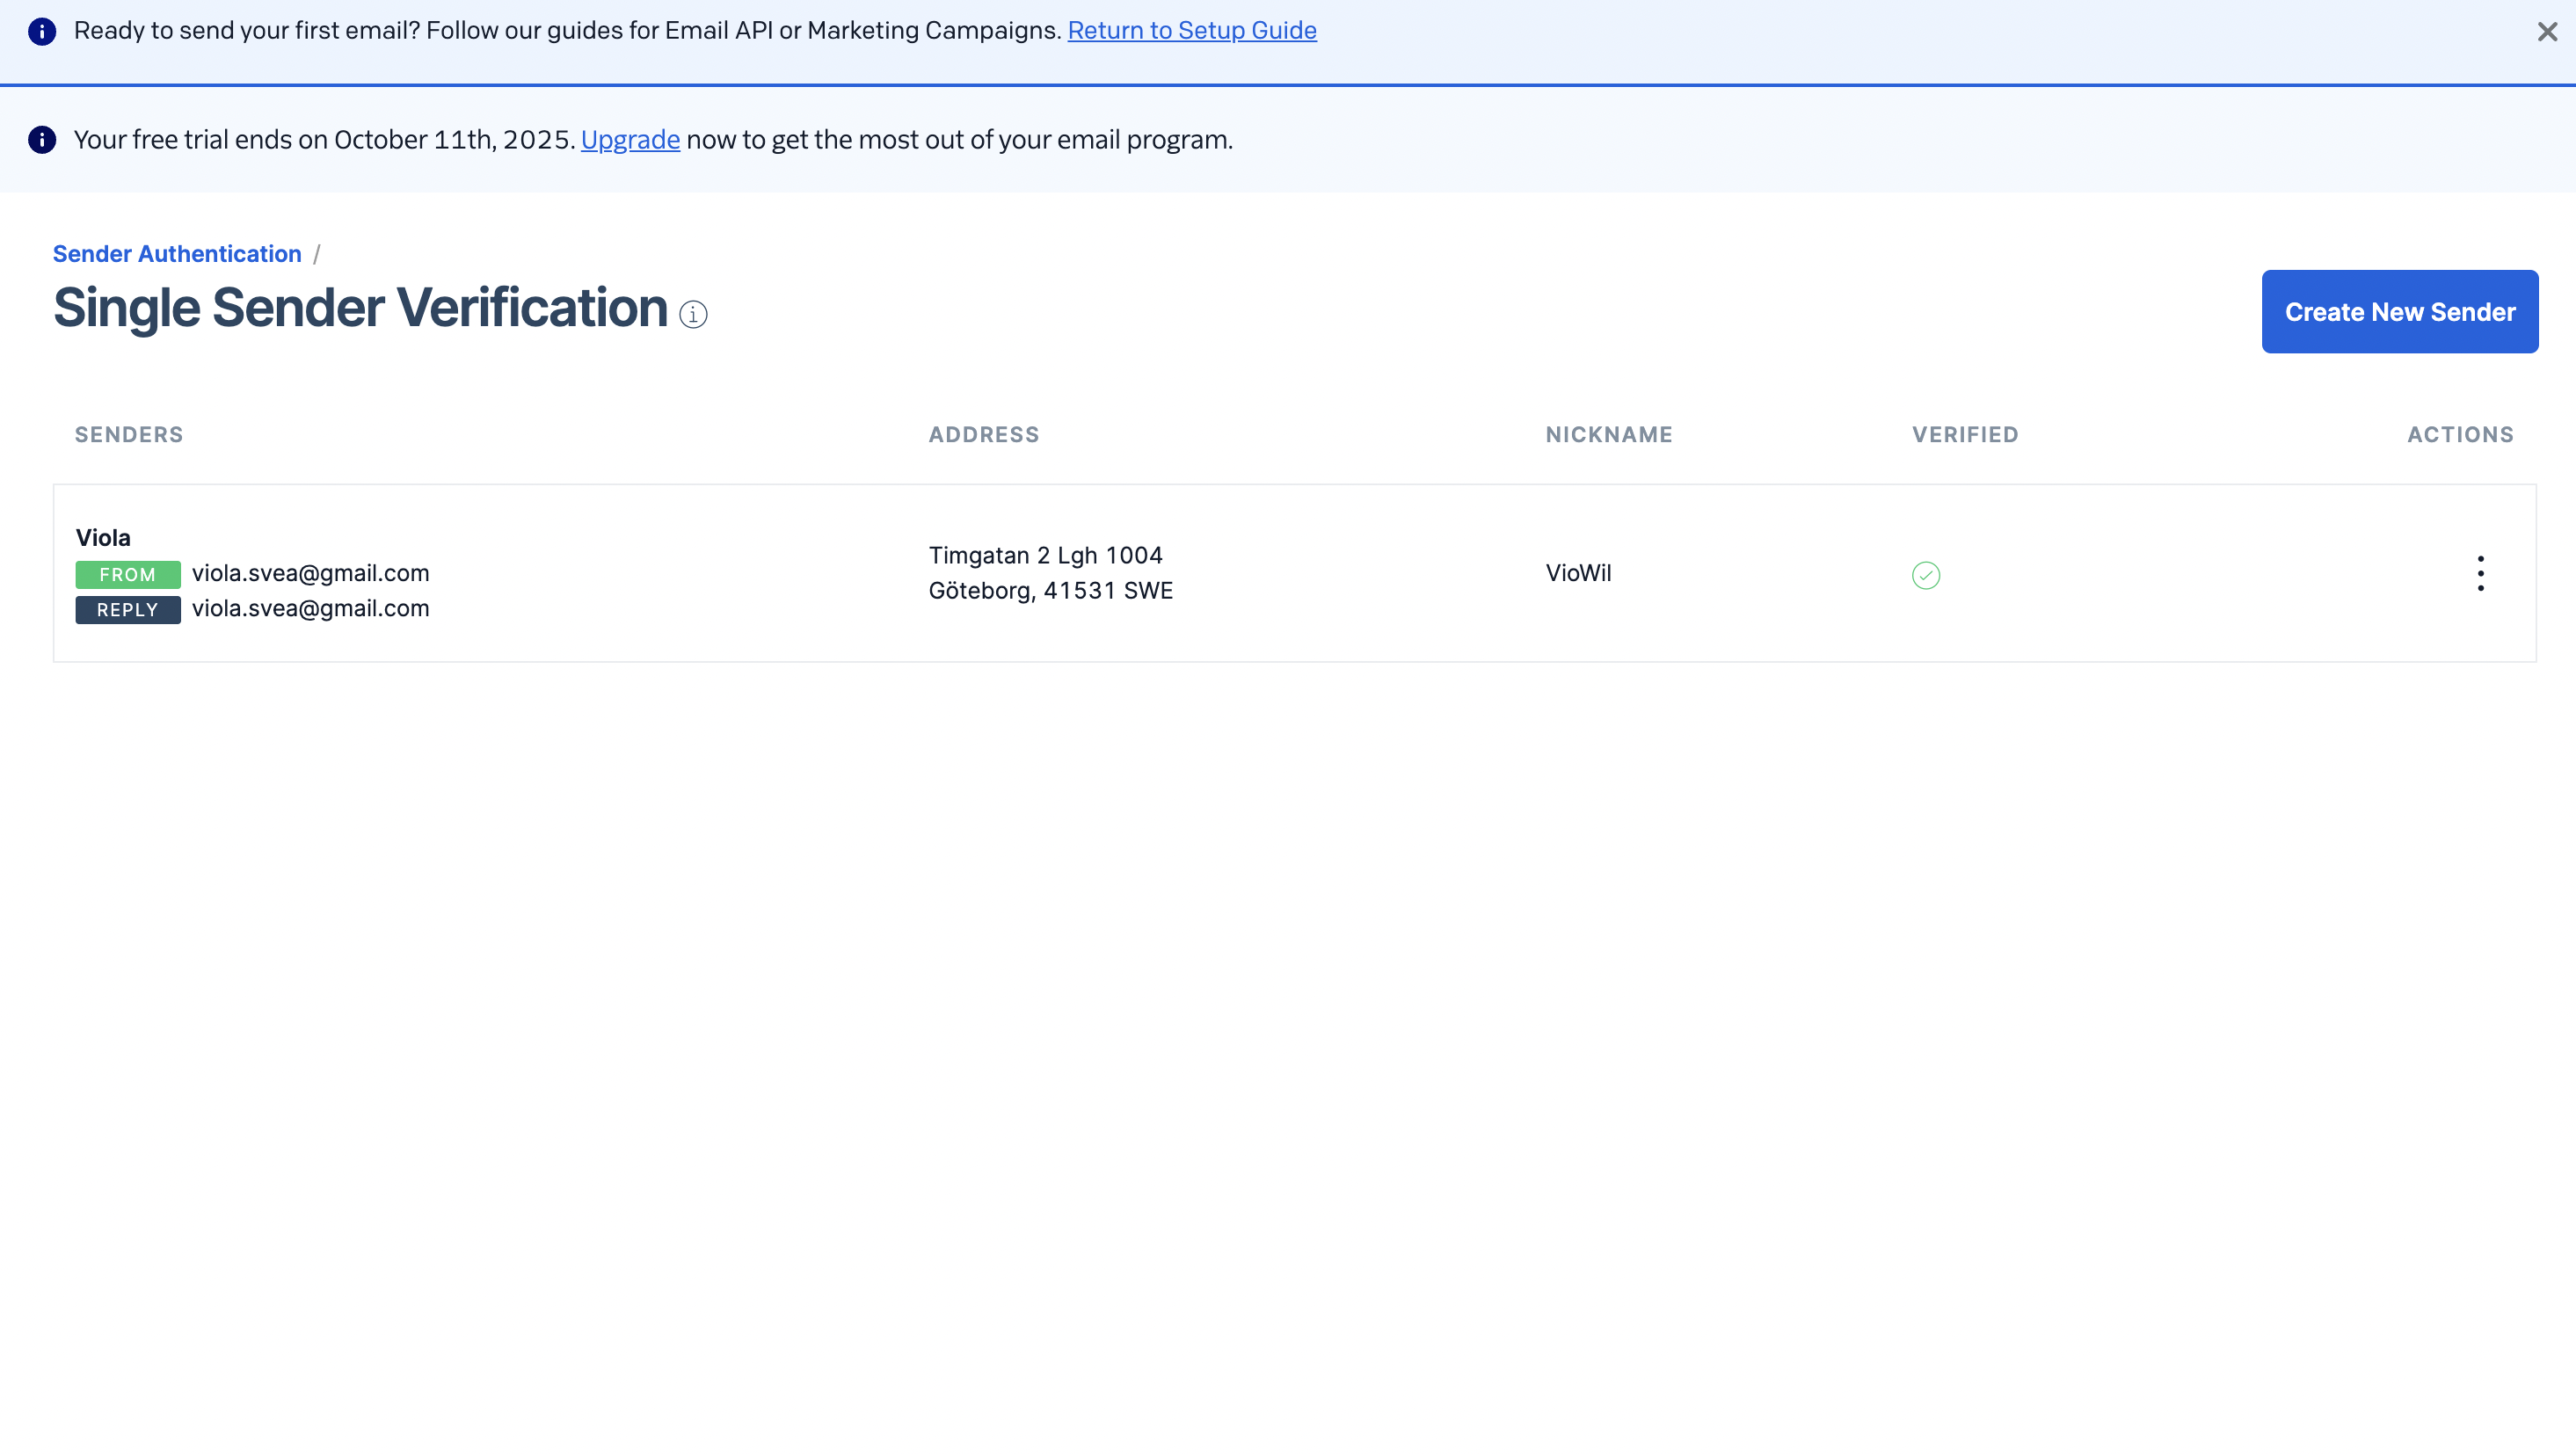 Ready to send your first email? Follow our guides for Email API or Marketing Campaigns. Return to Setup Guide
Your free trial ends on October 11th, 2025. Upgrade now to get the most out of your email program.
Sender Authentication /
Single Sender Verification
Create New Sender
SENDERS ADDRESS NICKNAME VERIFIED ACTIONS
Viola
FROM viola.svea@gmail.com
REPLY viola.svea@gmail.com
Timgatan 2 Lgh 1004
Göteborg, 41531 SWE
VioWil